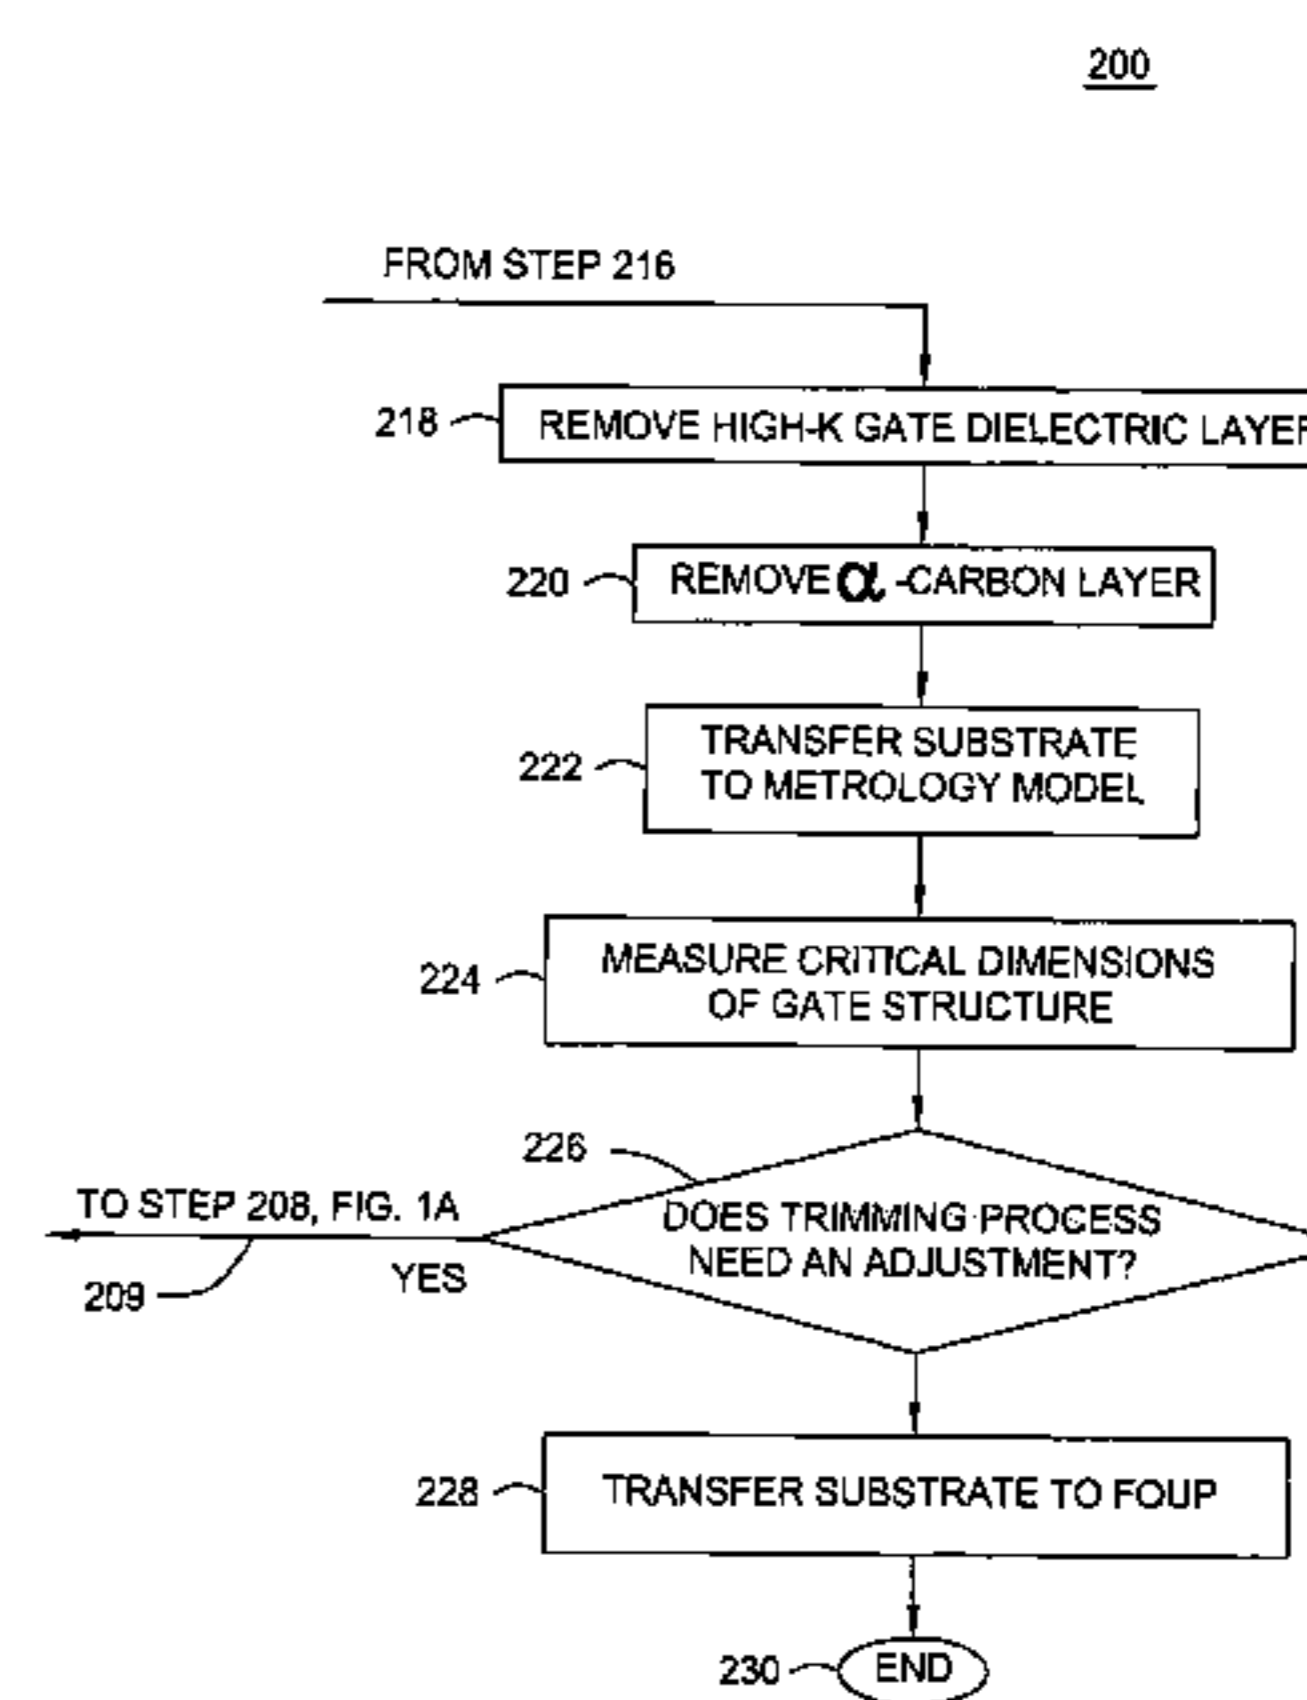 200
FROM STEP 216
218
REMOVE HIGH-K GATE DIELECTRIC LAYER
220
REMOVE α -CARBON LAYER
222
TRANSFER SUBSTRATE
TO METROLOGY MODEL
224
MEASURE CRITICAL DIMENSIONS
OF GATE STRUCTURE
226
TO STEP 208, FIG. 1A
DOES TRIMMING PROCESS
NEED AN ADJUSTMENT?
YES
209
228
TRANSFER SUBSTRATE TO FOUP
230
END